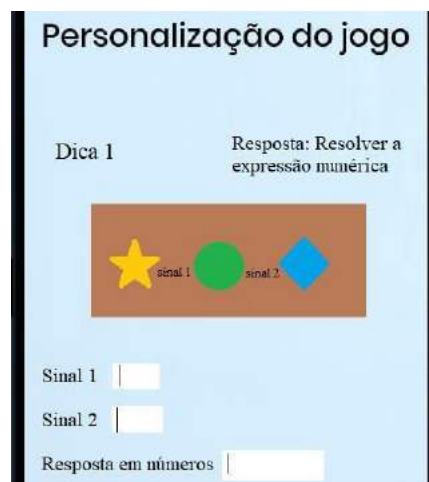 Personalização do jogo
Dica 1
Resposta: Resolver a
expressão numérica
sinal 1
sinal 2
Sinal 1
Sinal 2
Resposta em números